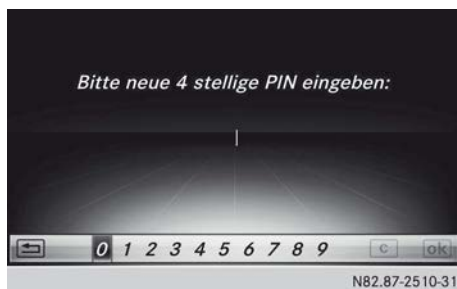 Bitte neue 4 stellige PIN eingeben:
0 1 2 3 4 5 6 7 8 9 c ok
N82.87-2510-31